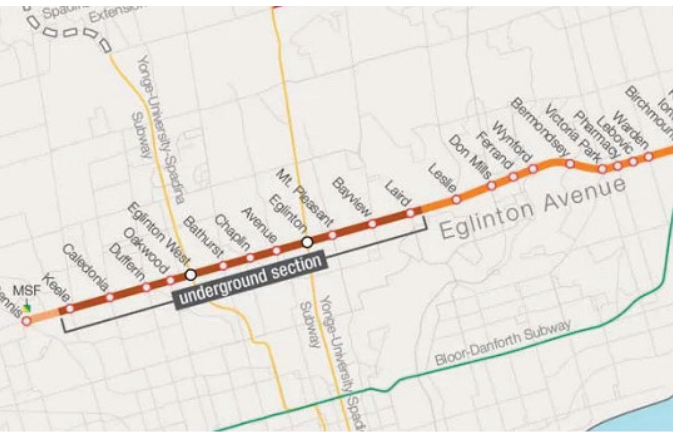 Extension
Yonge-University-Spadina
Subway
MSF
Keele
Caledonia
Dufferin
Oakwood
Eglinton West
Bathurst
Chaplin
Avenue
Eglinton
Mt. Pleasant
Bayview
Laird
Leslie
Don Mills
Ferrand
Wynford
Bermondsey
Victoria Park
Pharmacy
Lebovic
Warden
underground section
Eglinton Avenue
Yonge-University-Spadina
Subway
Bloor-Danforth Subway